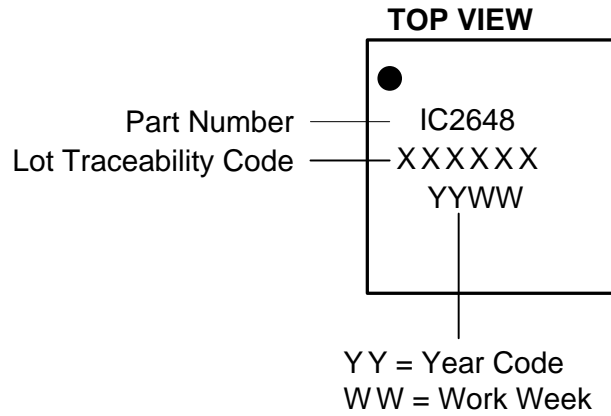 TOP VIEW
Part Number
IC2648
Lot Traceability Code
XXXXXX
YYWW
YY = Year Code
WW = Work Week